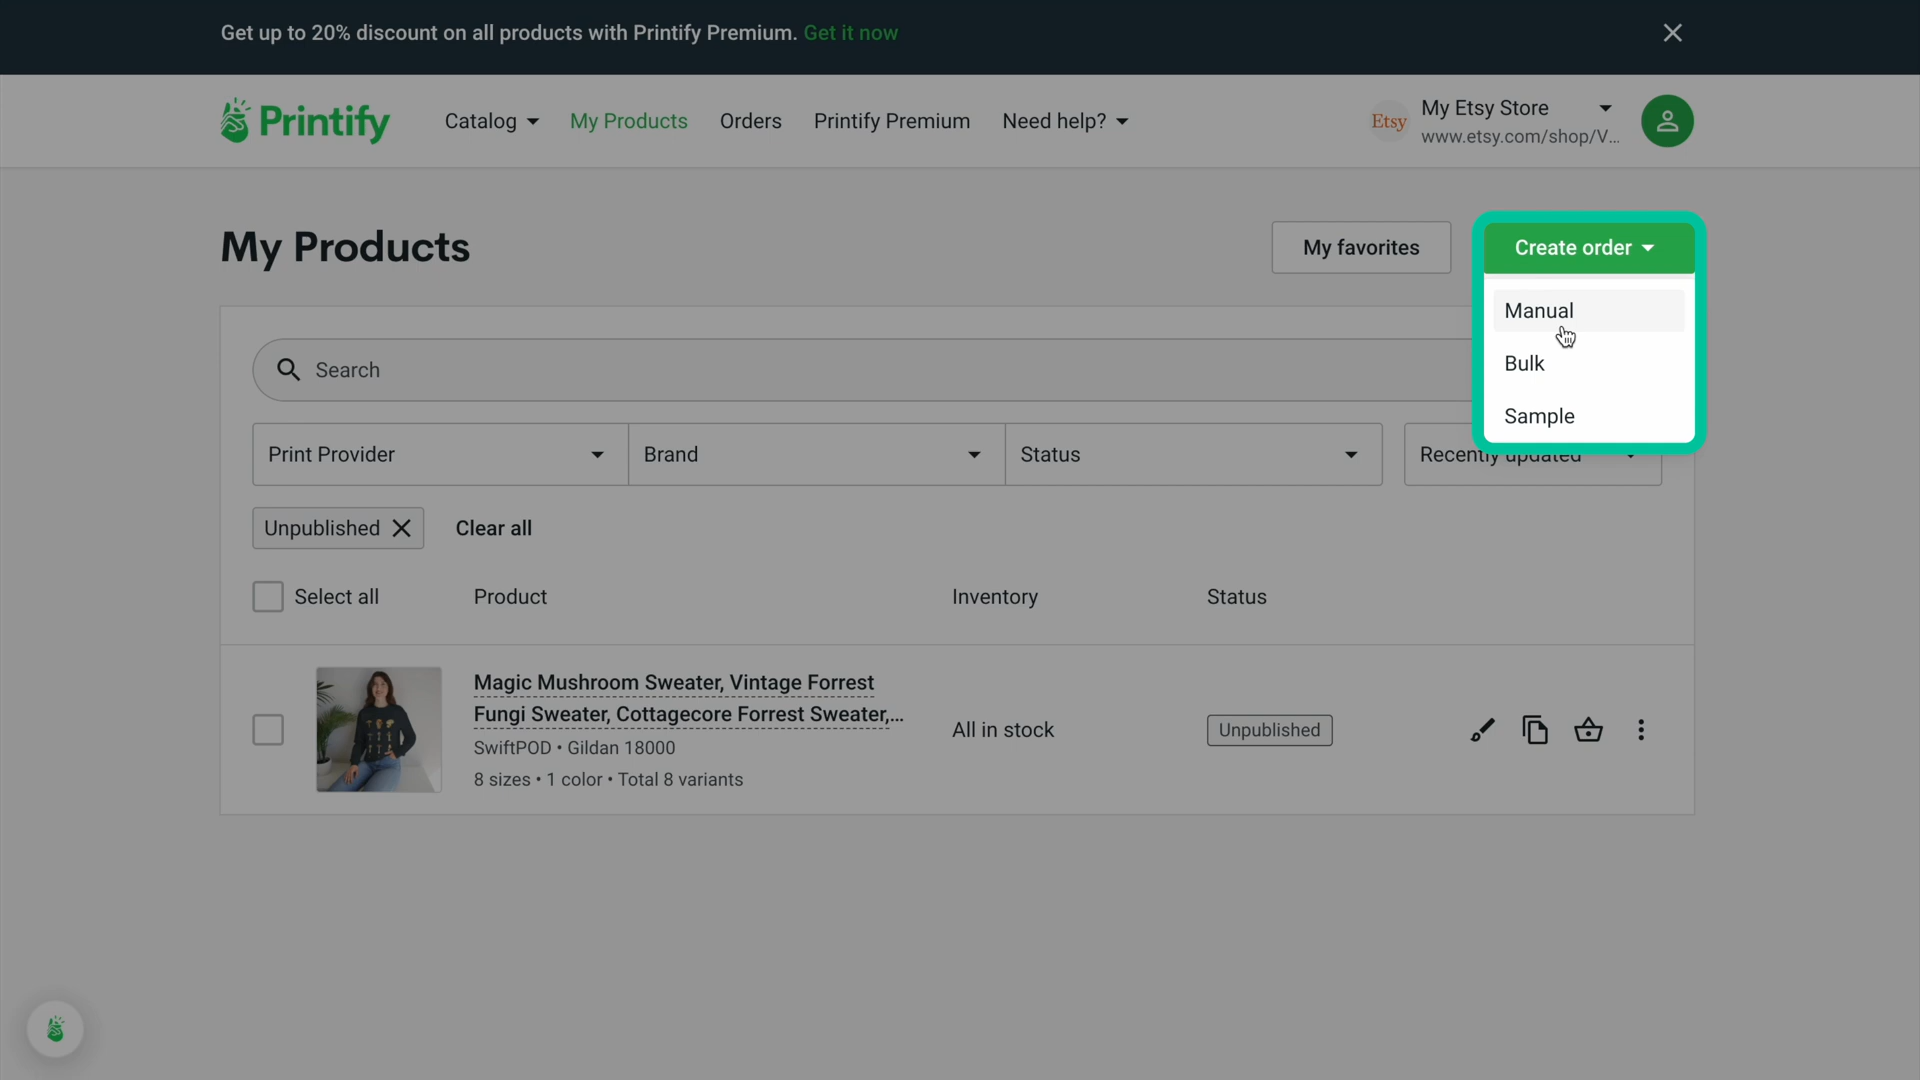 Get up to 20% discount on all products with Printify Premium. Get it now
Printify
Catalog
My Products
Orders
Printify Premium
Need help?
Etsy
My Etsy Store
www.etsy.com/shop/V...
My Products
My favorites
Create order
Manual
Bulk
Sample
Search
Print Provider
Brand
Status
Recently updated
Unpublished
Clear all
Select all
Product
Inventory
Status
Magic Mushroom Sweater, Vintage Forrest
Fungi Sweater, Cottagecore Forrest Sweater,...
SwiftPOD • Gildan 18000
8 sizes • 1 color • Total 8 variants
All in stock
Unpublished